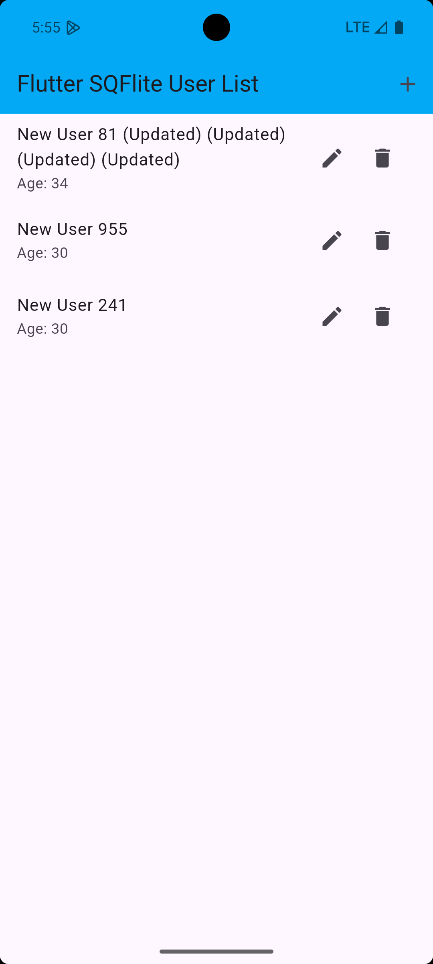 5:55
LTE
Flutter SQFlite User List
New User 81 (Updated) (Updated)
(Updated) (Updated)
Age: 34
New User 955
Age: 30
New User 241
Age: 30